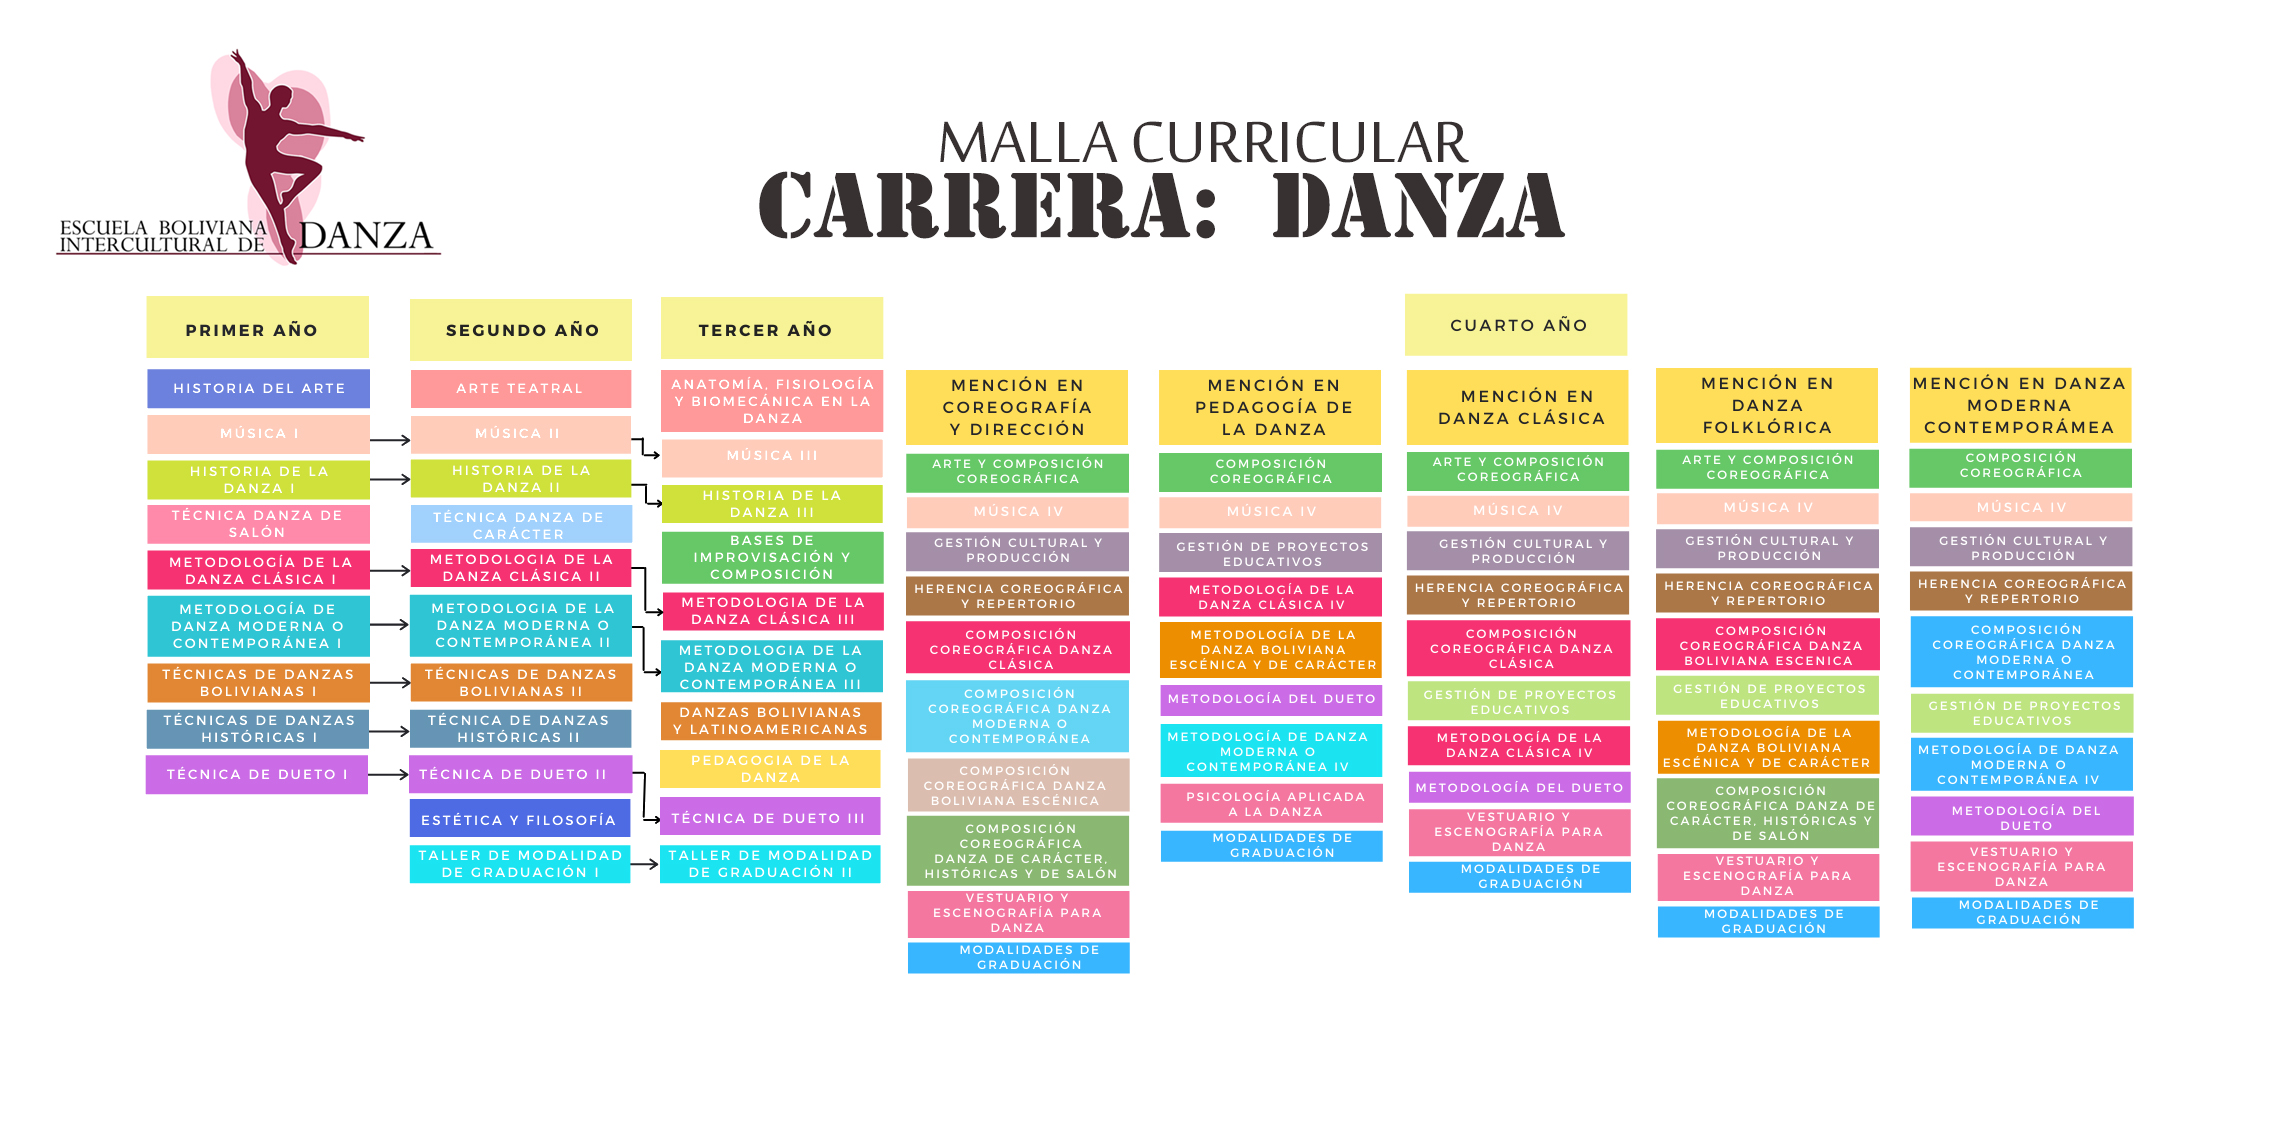 ESCUELA BOLIVIANA
INTERCULTURAL DE DANZA
MALLA CURRICULAR
CARRERA: DANZA
PRIMER AÑO
HISTORIA DEL ARTE
MÚSICA I
HISTORIA DE LA
DANZA I
TÉCNICA DANZA DE
SALÓN
METODOLOGÍA DE LA
DANZA CLÁSICA I
METODOLOGÍA DE
DANZA MODERNA O
CONTEMPORÁNEA I
TÉCNICAS DE DANZAS
BOLIVIANAS I
TÉCNICAS DE DANZAS
HISTÓRICAS I
TÉCNICA DE DUETO I
SEGUNDO AÑO
ARTE TEATRAL
MÚSICA II
HISTORIA DE LA
DANZA II
TÉCNICA DANZA DE
CARÁCTER
METODOLOGIA DE LA
DANZA CLÁSICA II
METODOLOGIA DE LA
DANZA MODERNA O
CONTEMPORÁNEA II
TÉCNICAS DE DANZAS
BOLIVIANAS II
TÉCNICA DE DANZAS
HISTÓRICAS II
TÉCNICA DE DUETO II
ESTÉTICA Y FILOSOFÍA
TALLER DE MODALIDAD
DE GRADUACIÓN I
TERCER AÑO
ANATOMÍA, FISIOLOGÍA
Y BIOMECÁNICA EN LA
DANZA
MÚSICA III
HISTORIA DE LA
DANZA III
BASES DE
IMPROVISACIÓN Y
COMPOSICIÓN
METODOLOGIA DE LA
DANZA CLÁSICA III
METODOLOGIA DE LA
DANZA MODERNA O
CONTEMPORÁNEA III
DANZAS BOLIVIANAS
Y LATINOAMERICANAS
PEDAGOGIA DE LA
DANZA
TÉCNICA DE DUETO III
TALLER DE MODALIDAD
DE GRADUACIÓN II
CUARTO AÑO
MENCIÓN EN
COREOGRAFÍA
Y DIRECCIÓN
ARTE Y COMPOSICIÓN
COREOGRÁFICA
MÚSICA IV
GESTIÓN CULTURAL Y
PRODUCCIÓN
HERENCIA COREOGRÁFICA
Y REPERTORIO
COMPOSICIÓN
COREOGRÁFICA DANZA
CLÁSICA
COMPOSICIÓN
COREOGRÁFICA DANZA
MODERNA O
CONTEMPORÁNEA
COMPOSICIÓN
COREOGRÁFICA DANZA
BOLIVIANA ESCÉNICA
COMPOSICIÓN
COREOGRÁFICA
DANZA DE CARÁCTER,
HISTÓRICAS Y DE SALÓN
VESTUARIO Y
ESCENOGRAFÍA PARA
DANZA
MODALIDADES DE
GRADUACIÓN
MENCIÓN EN
PEDAGOGÍA DE
LA DANZA
COMPOSICIÓN
COREOGRÁFICA
MÚSICA IV
GESTIÓN DE PROYECTOS
EDUCATIVOS
METODOLOGÍA DE LA
DANZA CLÁSICA IV
METODOLOGÍA DE LA
DANZA BOLIVIANA
ESCÉNICA Y DE CARÁCTER
METODOLOGÍA DEL DUETO
METODOLOGÍA DE DANZA
MODERNA O
CONTEMPORÁNEA IV
PSICOLOGÍA APLICADA
A LA DANZA
MODALIDADES DE
GRADUACIÓN
MENCIÓN EN
DANZA CLÁSICA
ARTE Y COMPOSICIÓN
COREOGRÁFICA
MÚSICA IV
GESTIÓN CULTURAL Y
PRODUCCIÓN
HERENCIA COREOGRÁFICA
Y REPERTORIO
COMPOSICIÓN
COREOGRÁFICA DANZA
CLÁSICA
GESTIÓN DE PROYECTOS
EDUCATIVOS
METODOLOGÍA DE LA
DANZA CLÁSICA IV
METODOLOGÍA DEL DUETO
VESTUARIO Y
ESCENOGRAFÍA PARA
DANZA
MODALIDADES DE
GRADUACIÓN
MENCIÓN EN
DANZA
FOLKLÓRICA
ARTE Y COMPOSICIÓN
COREOGRÁFICA
MÚSICA IV
GESTIÓN CULTURAL Y
PRODUCCIÓN
HERENCIA COREOGRÁFICA
Y REPERTORIO
COMPOSICIÓN
COREOGRÁFICA DANZA
BOLIVIANA ESCENICA
GESTIÓN DE PROYECTOS
EDUCATIVOS
METODOLOGÍA DE LA
DANZA BOLIVIANA
ESCÉNICA Y DE CARÁCTER
COMPOSICIÓN
COREOGRÁFICA DANZA DE
CARÁCTER, HISTÓRICAS Y
DE SALÓN
VESTUARIO Y
ESCENOGRAFÍA PARA
DANZA
MODALIDADES DE
GRADUACIÓN
MENCIÓN EN DANZA
MODERNA
CONTEMPORÁMEA
COMPOSICIÓN
COREOGRÁFICA
MÚSICA IV
GESTIÓN CULTURAL Y
PRODUCCIÓN
HERENCIA COREOGRÁFICA
Y REPERTORIO
COMPOSICIÓN
COREOGRÁFICA DANZA
MODERNA O
CONTEMPORÁNEA
GESTIÓN DE PROYECTOS
EDUCATIVOS
METODOLOGÍA DE DANZA
MODERNA O
CONTEMPORÁNEA IV
METODOLOGÍA DEL
DUETO
VESTUARIO Y
ESCENOGRAFÍA PARA
DANZA
MODALIDADES DE
GRADUACIÓN